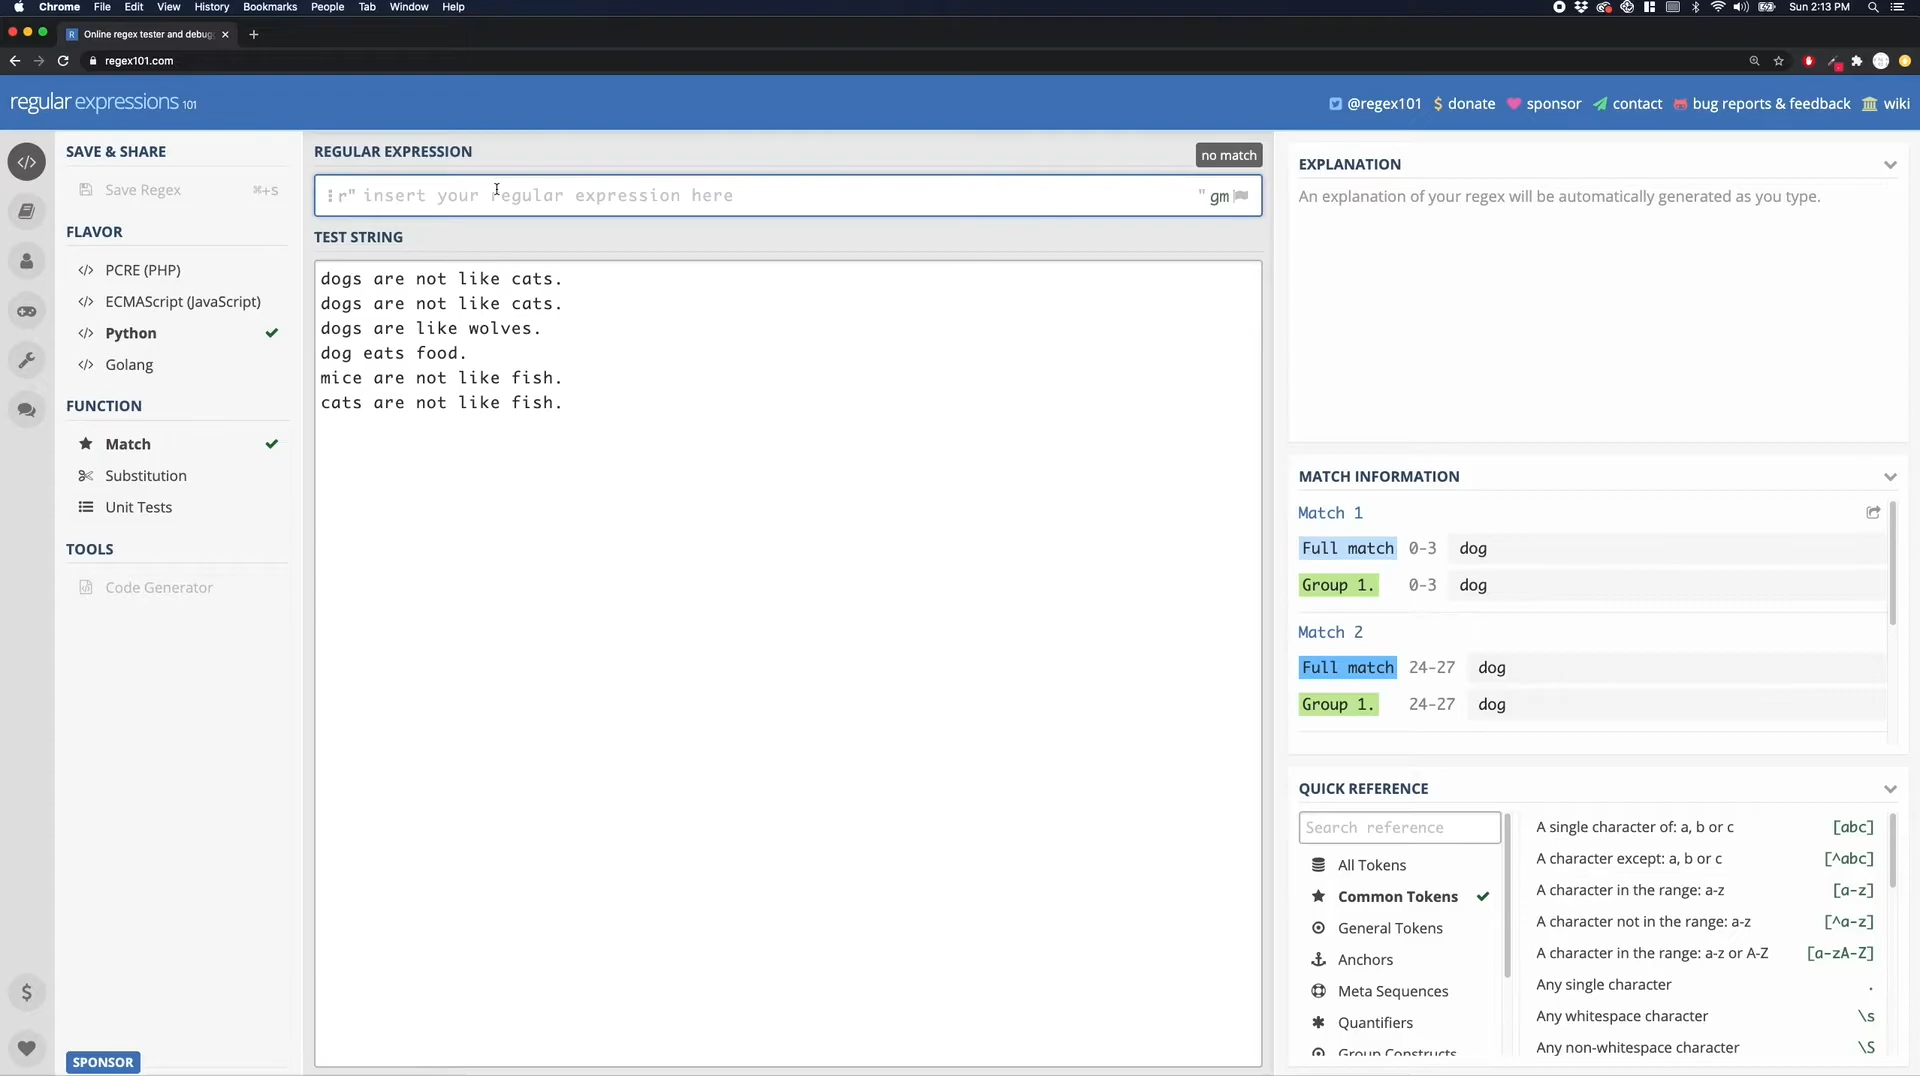 Chrome File Edit View History Bookmarks People Tab Window Help Sun 2:13 PM
Online regex tester and debug
regex101.com
regular expressions 101
@regex101 $ donate sponsor contact bug reports & feedback wiki
SAVE & SHARE
Save Regex ⌘+S
FLAVOR
PCRE (PHP)
ECMAScript (JavaScript)
Python
Golang
FUNCTION
Match
Substitution
Unit Tests
TOOLS
Code Generator
SPONSOR
REGULAR EXPRESSION
no match
r" insert your regular expression here " gm
TEST STRING
dogs are not like cats.
dogs are not like cats.
dogs are like wolves.
dog eats food.
mice are not like fish.
cats are not like fish.
EXPLANATION
An explanation of your regex will be automatically generated as you type.
MATCH INFORMATION
Match 1
Full match 0-3 dog
Group 1. 0-3 dog
Match 2
Full match 24-27 dog
Group 1. 24-27 dog
QUICK REFERENCE
Search reference
All Tokens
Common Tokens
General Tokens
Anchors
Meta Sequences
Quantifiers
Group Constructs
A single character of: a, b or c [abc]
A character except: a, b or c [^abc]
A character in the range: a-z [a-z]
A character not in the range: a-z [^a-z]
A character in the range: a-z or A-Z [a-zA-Z]
Any single character .
Any whitespace character \s
Any non-whitespace character \S